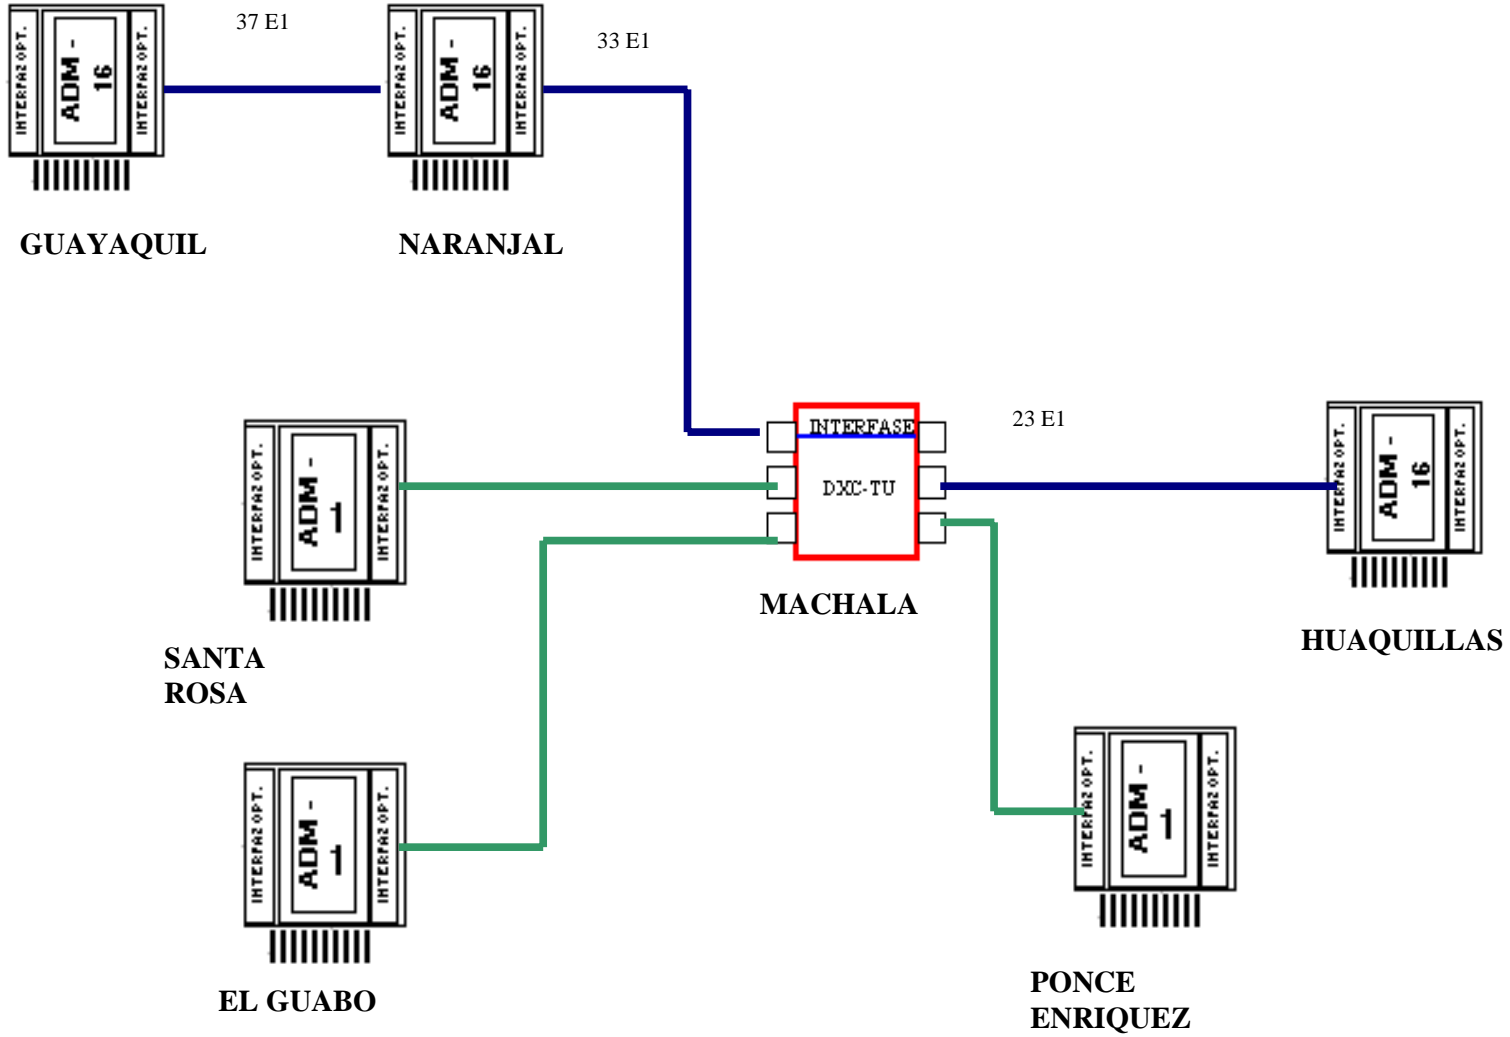 37 E1
33 E1
INTERFAZ OPT.
ADM -
16
INTERFAZ OPT.
INTERFAZ OPT.
ADM -
16
INTERFAZ OPT.
GUAYAQUIL
NARANJAL
INTERFASE
DXC-TU
23 E1
MACHALA
INTERFAZ OPT.
ADM -
16
INTERFAZ OPT.
HUAQUILLAS
INTERFAZ OPT.
ADM -
1
INTERFAZ OPT.
SANTA
ROSA
INTERFAZ OPT.
ADM -
1
INTERFAZ OPT.
EL GUABO
INTERFAZ OPT.
ADM -
1
INTERFAZ OPT.
PONCE
ENRIQUEZ